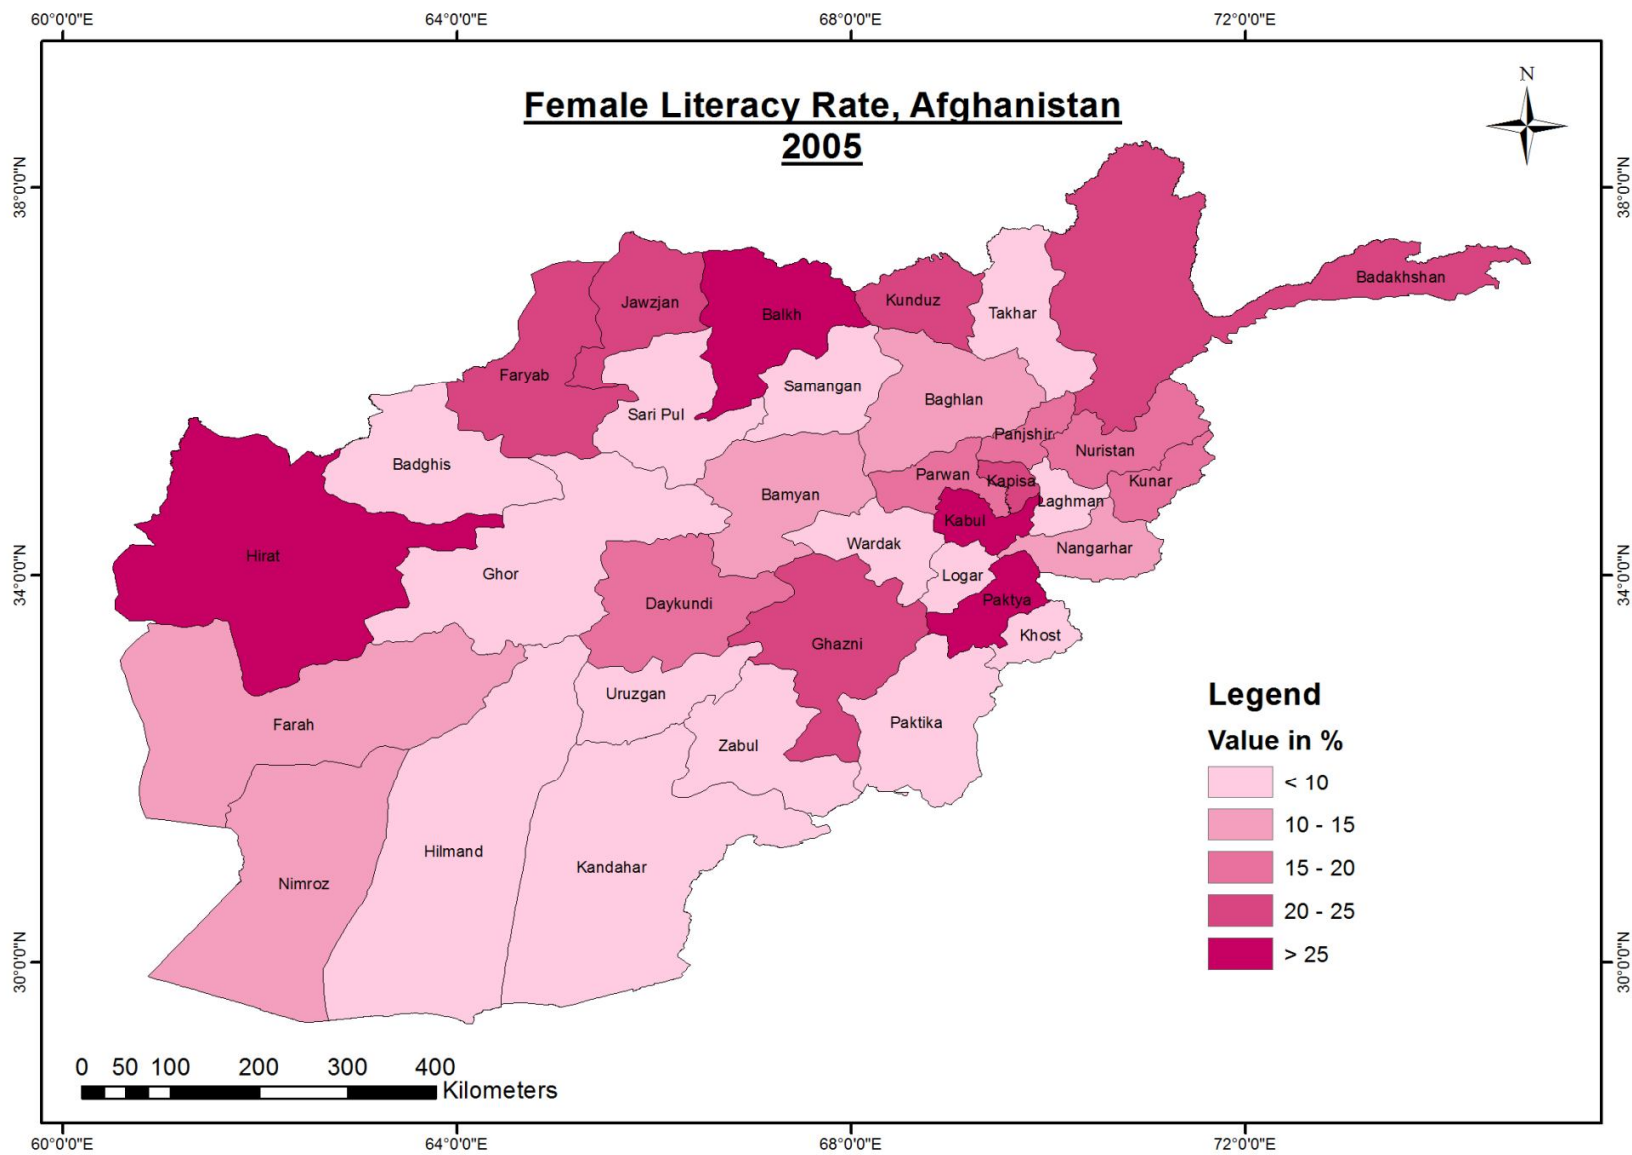 60°0'0"E
64°0'0"E
68°0'0"E
72°0'0"E
N
Female Literacy Rate, Afghanistan
2005
38°0'0"N
38°0'0"N
Badakhshan
Jawzjan
Kunduz
Balkh
Takhar
Faryab
Samangan
Baghlan
Sari Pul
Panjshir
Nuristan
Badghis
Parwan
Kapisa
Kunar
Bamyan
Laghman
Kabul
Wardak
Nangarhar
Hirat
Ghor
Logar
34°0'0"N
34°0'0"N
Daykundi
Paktya
Khost
Ghazni
Uruzgan
Legend
Farah
Paktika
Zabul
Value in %
< 10
10 - 15
Hilmand
Kandahar
15 - 20
Nimroz
20 - 25
> 25
30°0'0"N
30°0'0"N
0 50 100 200 300 400
Kilometers
60°0'0"E
64°0'0"E
68°0'0"E
72°0'0"E